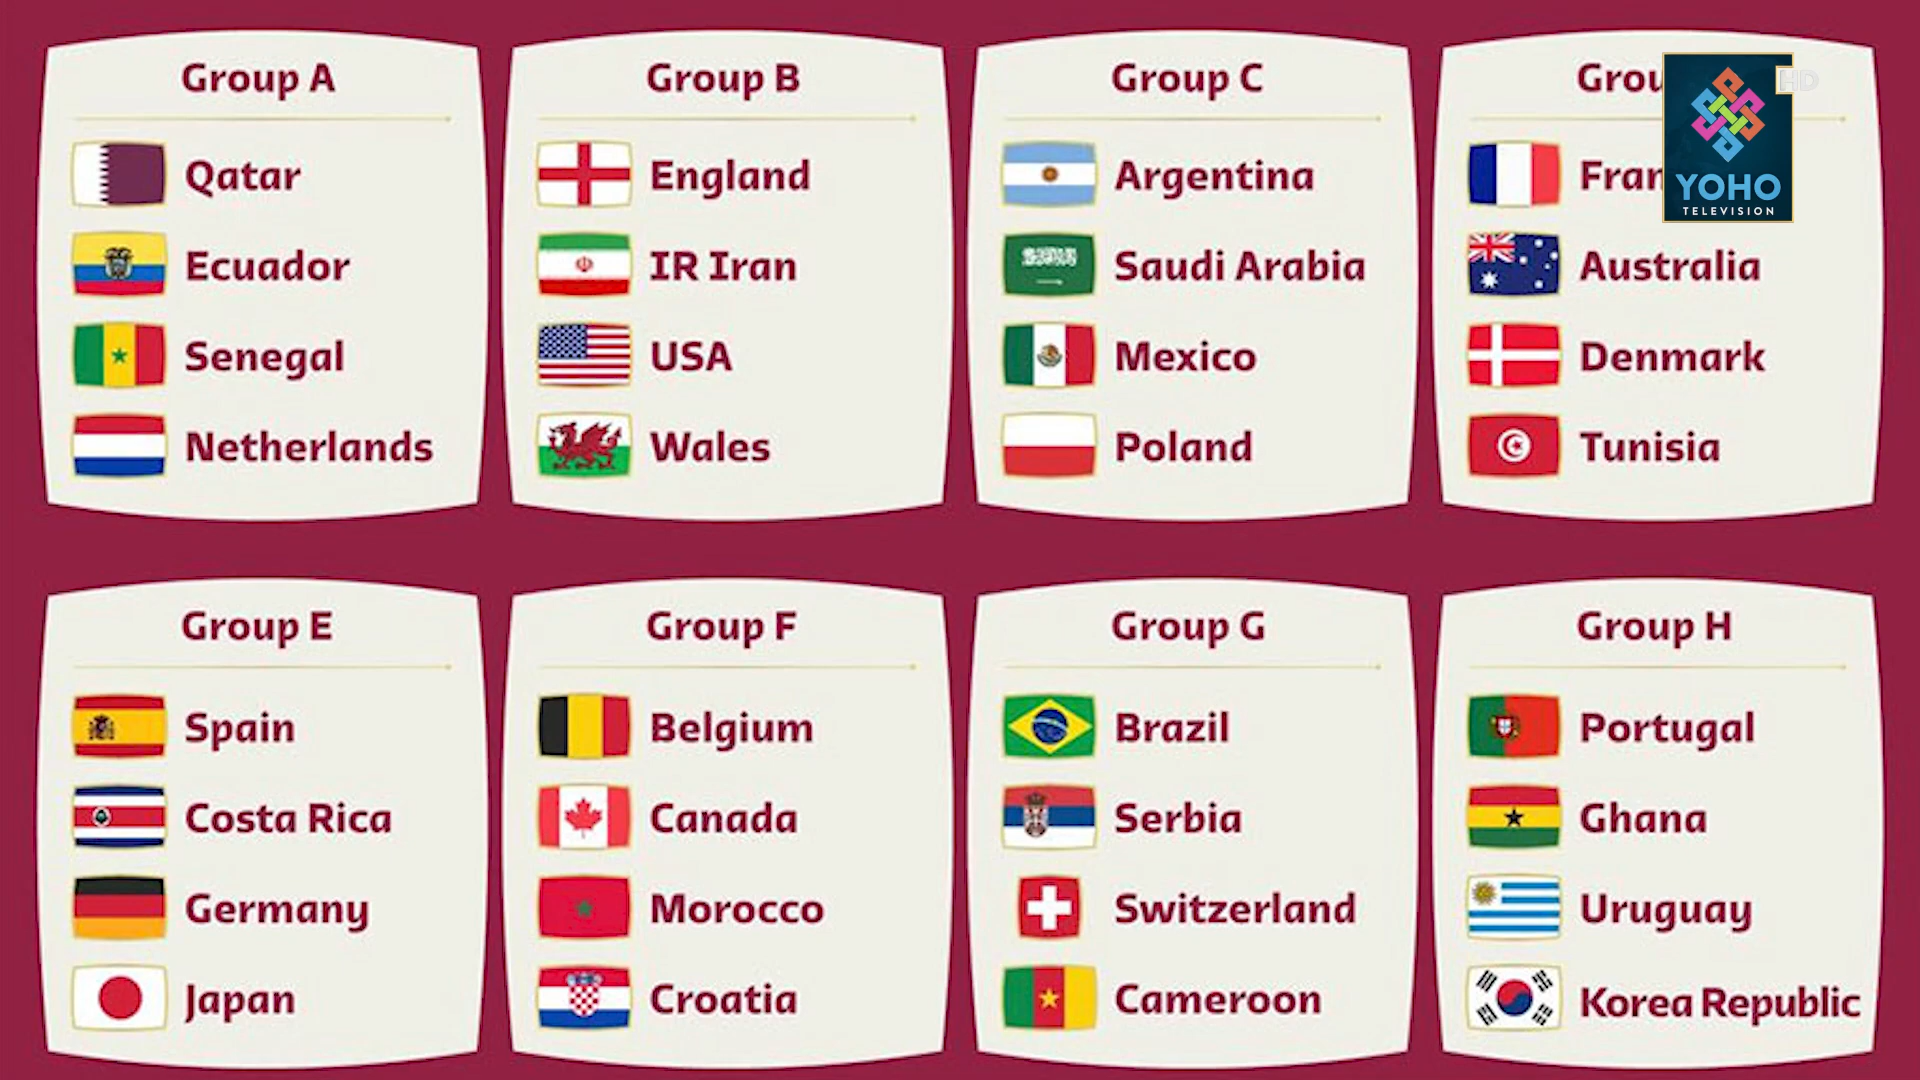 Group A
Qatar
Ecuador
Senegal
Netherlands
Group B
England
IR Iran
USA
Wales
Group C
Argentina
Saudi Arabia
Mexico
Poland
Grou
Fran
Australia
Denmark
Tunisia
HD
YOHO
TELEVISION
Group E
Spain
Costa Rica
Germany
Japan
Group F
Belgium
Canada
Morocco
Croatia
Group G
Brazil
Serbia
Switzerland
Cameroon
Group H
Portugal
Ghana
Uruguay
Korea Republic